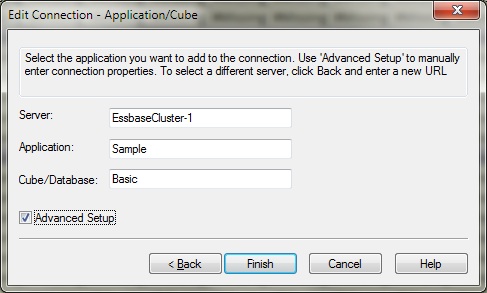 Edit Connection - Application/Cube
Select the application you want to add to the connection. Use 'Advanced Setup' to manually
enter connection properties. To select a different server, click Back and enter a new URL
Server: EssbaseCluster-1
Application: Sample
Cube/Database: Basic
Advanced Setup
< Back Finish Cancel Help